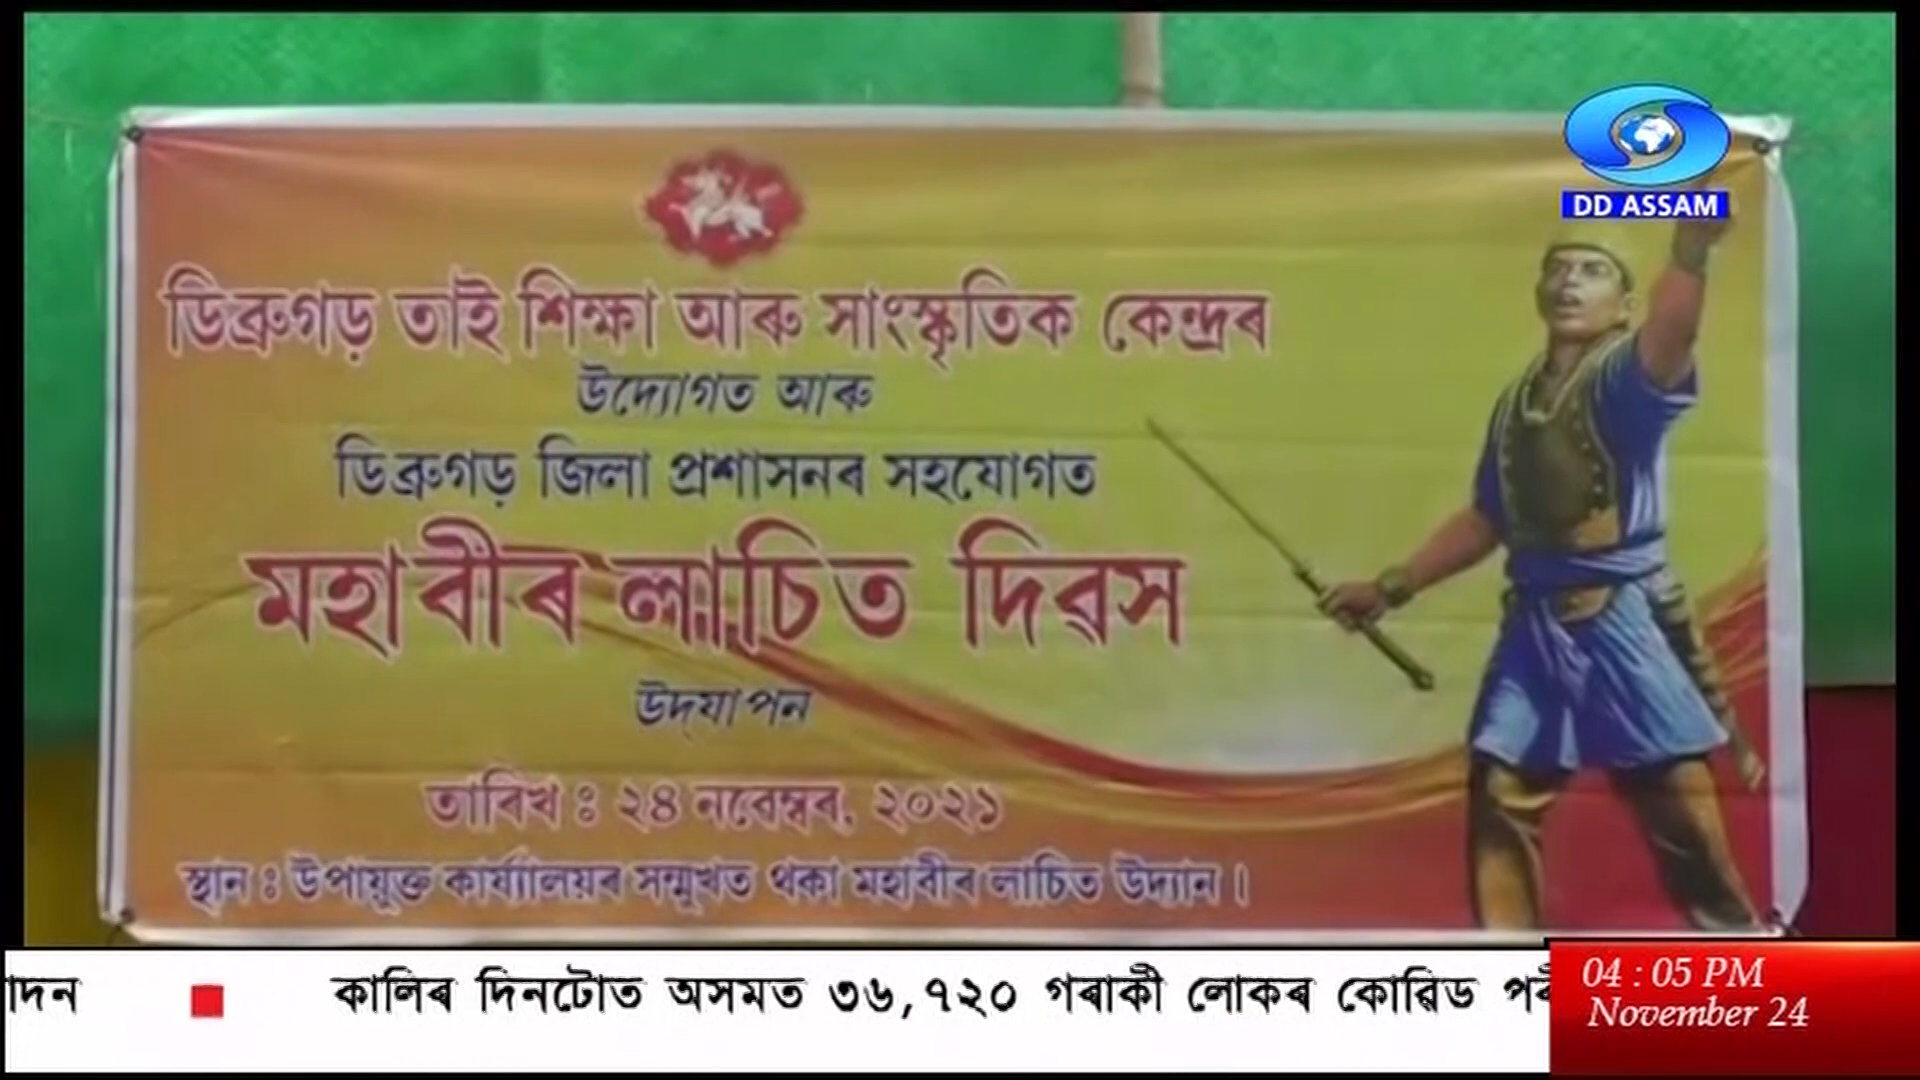 DD ASSAM
ডিব্ৰুগড় তাই শিক্ষা আৰু সাংস্কৃতিক কেন্দ্ৰৰ
উদ্যোগত আৰু
ডিব্ৰুগড় জিলা প্ৰশাসনৰ সহযোগত
মহাবীৰ লাচিত দিৱস
উদ্‌যাপন
তাৰিখ ঃ ২৪ নৱেম্বৰ, ২০২১
স্থান ঃ উপায়ুক্ত কাৰ্য্যালয়ৰ সন্মুখত থকা মহাবীৰ লাচিত উদ্যান ।
কালিৰ দিনটোত অসমত ৩৬,৭২০ গৰাকী লোকৰ কোৱিড
04 : 05 PM
November 24